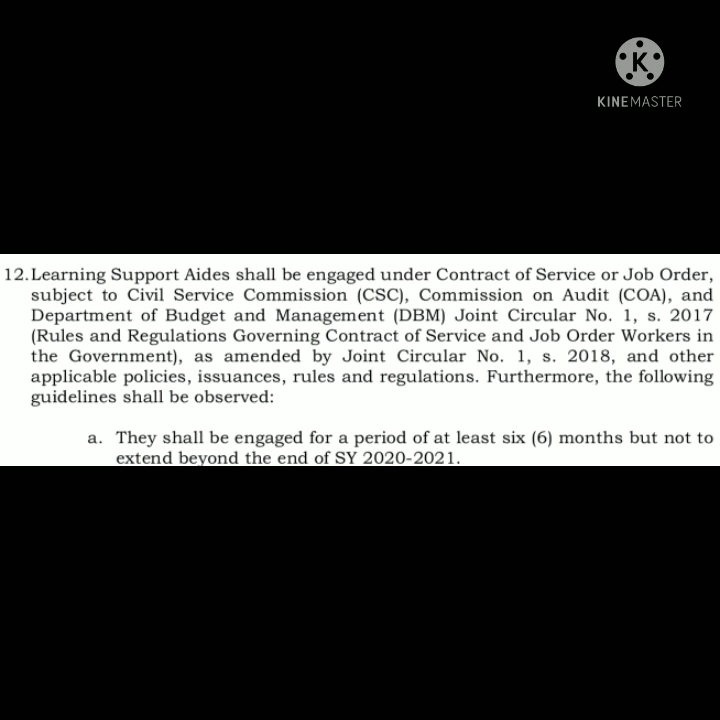 K
KINEMASTER
12. Learning Support Aides shall be engaged under Contract of Service or Job Order,
subject to Civil Service Commission (CSC), Commission on Audit (COA), and
Department of Budget and Management (DBM) Joint Circular No. 1, s. 2017
(Rules and Regulations Governing Contract of Service and Job Order Workers in
the Government), as amended by Joint Circular No. 1, s. 2018, and other
applicable policies, issuances, rules and regulations. Furthermore, the following
guidelines shall be observed:
a. They shall be engaged for a period of at least six (6) months but not to
extend beyond the end of SY 2020-2021.